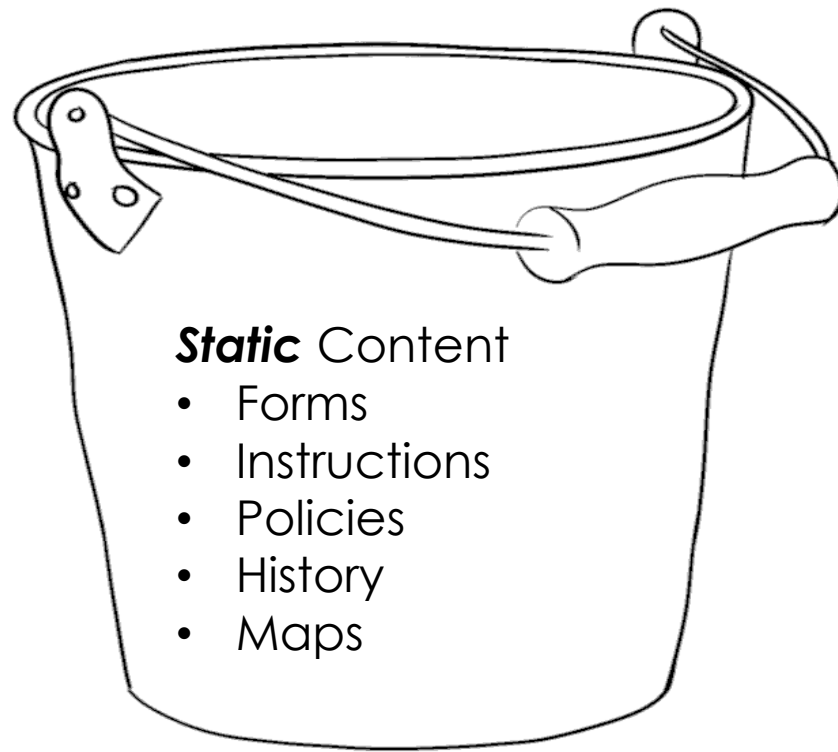 Static Content
• Forms
• Instructions
• Policies
• History
• Maps